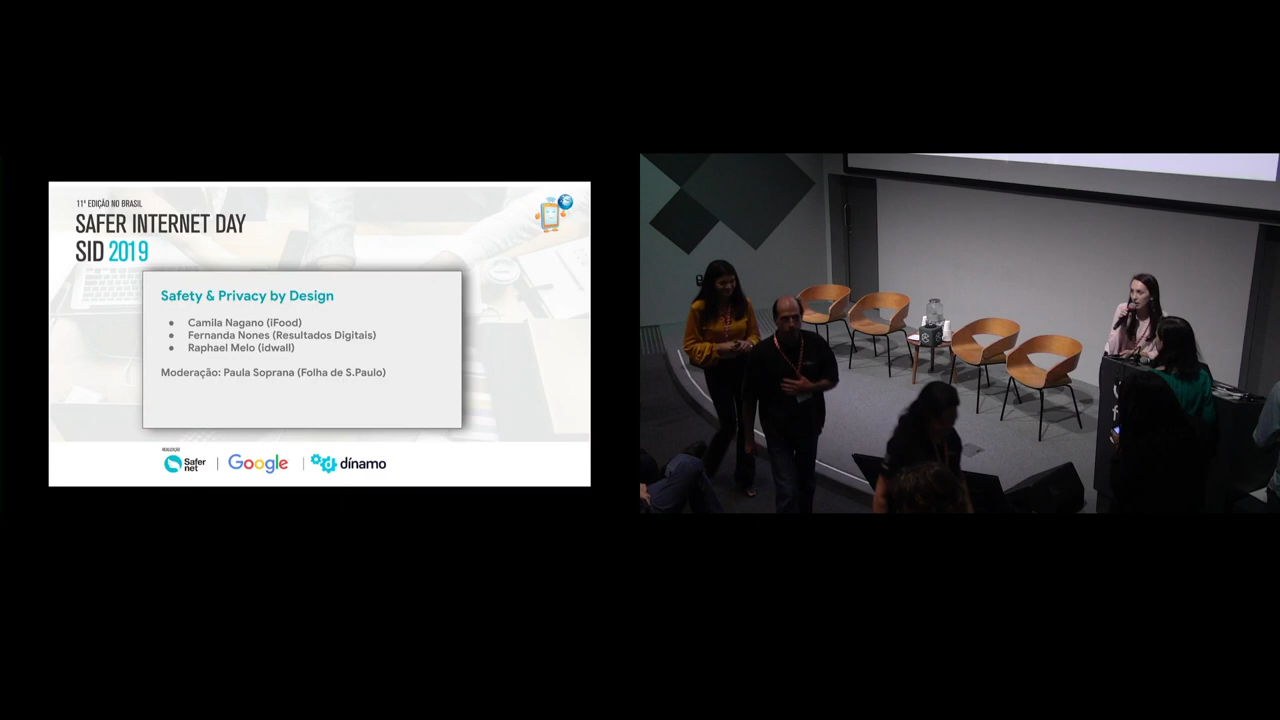 11ª EDIÇÃO NO BRASIL
SAFER INTERNET DAY
SID 2019
Safety & Privacy by Design
● Camila Nagano (iFood)
● Fernanda Nones (Resultados Digitais)
● Raphael Melo (idwall)
Moderação: Paula Soprana (Folha de S.Paulo)
REALIZAÇÃO
Safer net | Google | dínamo